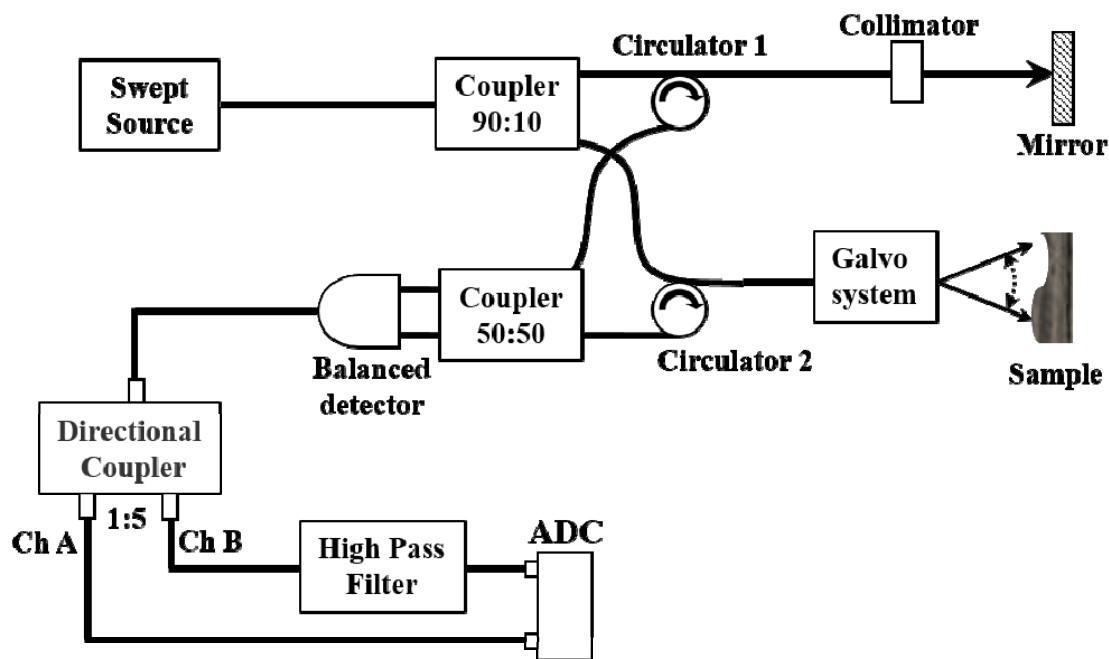 Circulator 1
Collimator
Swept
Source
Coupler
90:10
Mirror
Galvo
system
Coupler
50:50
Balanced
detector
Circulator 2
Sample
Directional
Coupler
1:5
Ch A
Ch B
High Pass
Filter
ADC